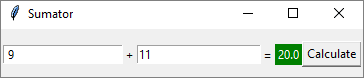 Sumator
9 + 11 = 20.0 Calculate